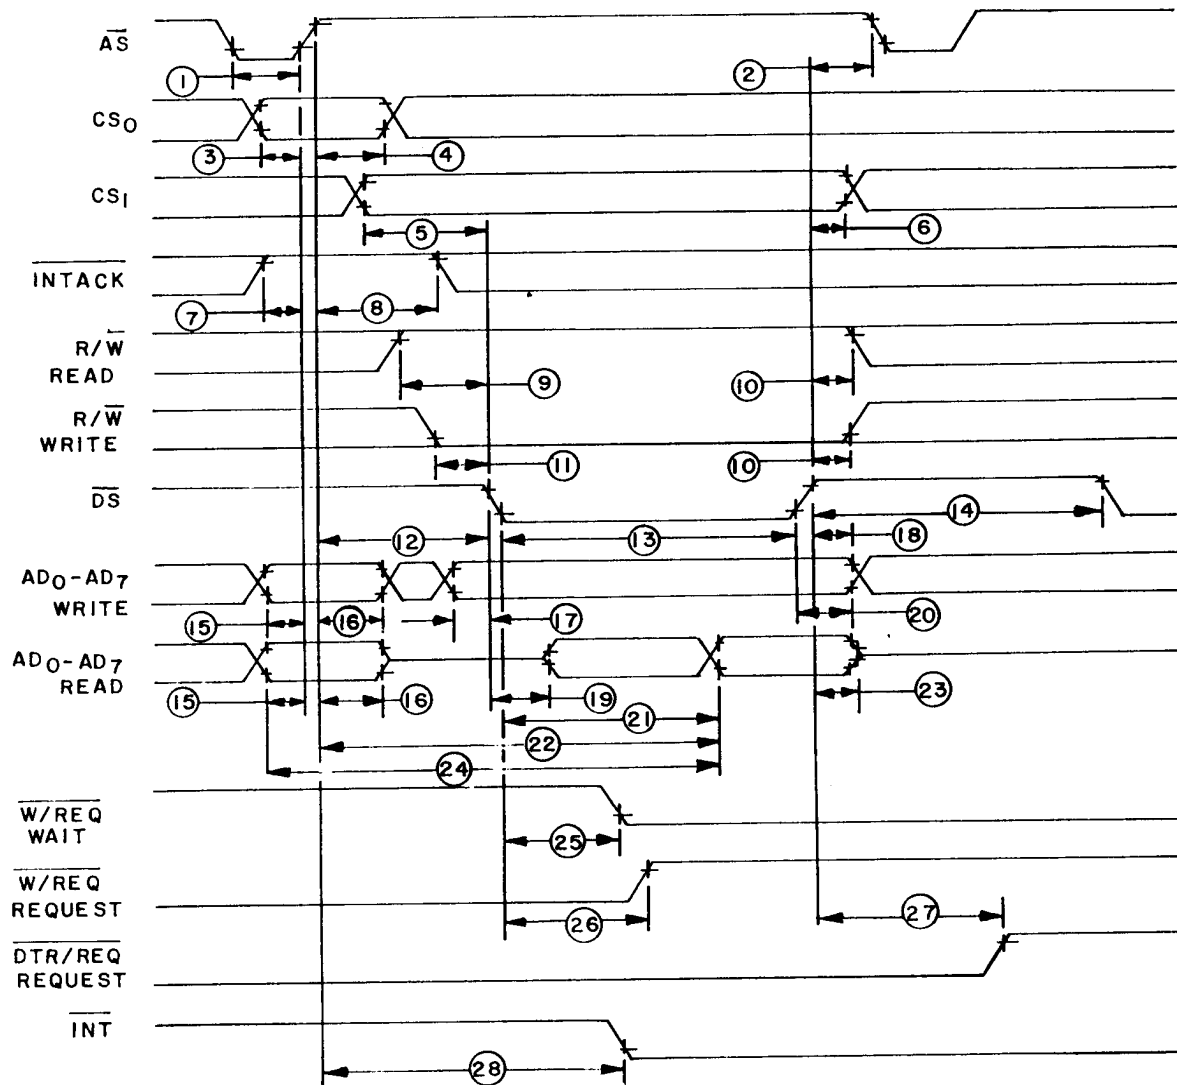 AS
1
2
CS0
3
4
CS1
5
6
INTACK
7
8
R/W
READ
9
10
R/W
WRITE
11
10
DS
14
12
13
18
AD0-AD7
WRITE
15
16
17
20
AD0-AD7
READ
15
16
19
23
21
22
24
W/REQ
WAIT
25
W/REQ
REQUEST
26
27
DTR/REQ
REQUEST
INT
28